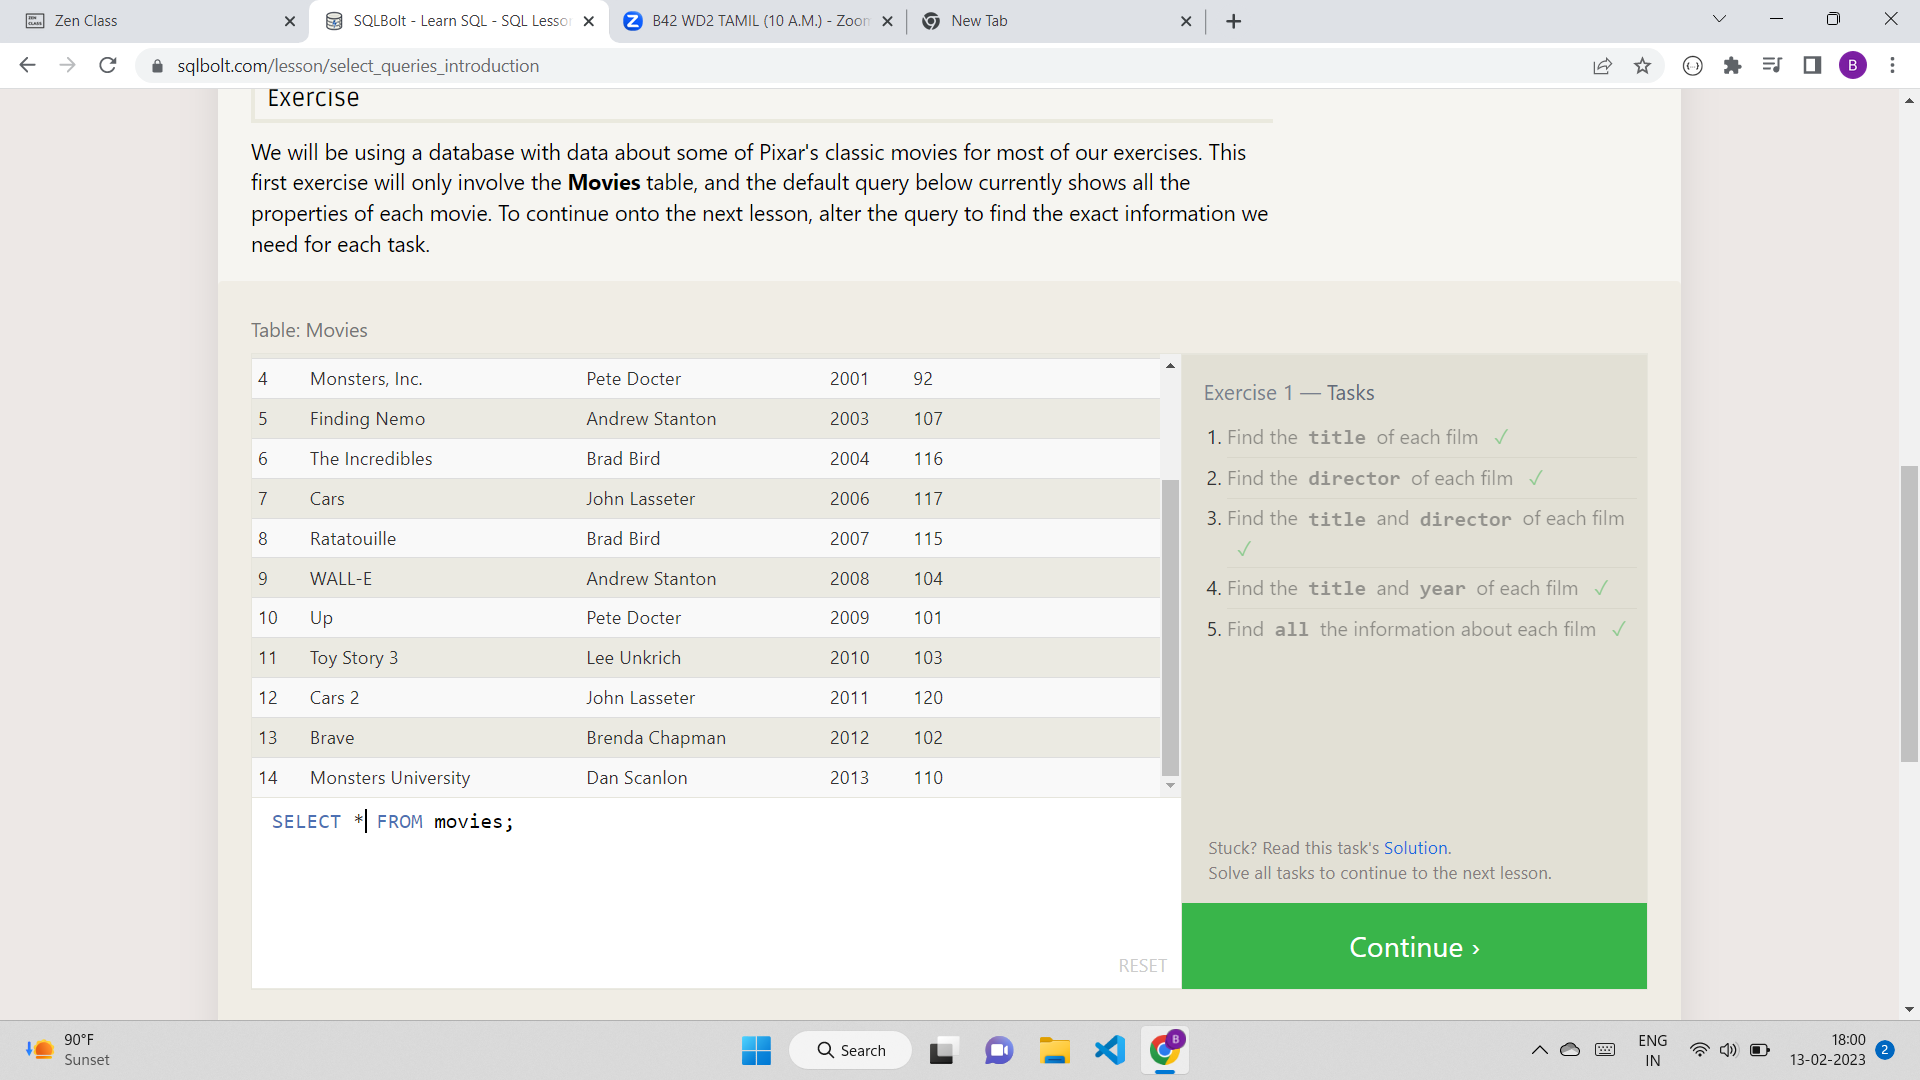 Zen Class
SQLBolt - Learn SQL - SQL Lesson
B42 WD2 TAMIL (10 A.M.) - Zoom
New Tab
sqlbolt.com/lesson/select_queries_introduction
B
Exercise
We will be using a database with data about some of Pixar's classic movies for most of our exercises. This
first exercise will only involve the Movies table, and the default query below currently shows all the
properties of each movie. To continue onto the next lesson, alter the query to find the exact information we
need for each task.
Table: Movies
4 Monsters, Inc. Pete Docter 2001 92
5 Finding Nemo Andrew Stanton 2003 107
6 The Incredibles Brad Bird 2004 116
7 Cars John Lasseter 2006 117
8 Ratatouille Brad Bird 2007 115
9 WALL-E Andrew Stanton 2008 104
10 Up Pete Docter 2009 101
11 Toy Story 3 Lee Unkrich 2010 103
12 Cars 2 John Lasseter 2011 120
13 Brave Brenda Chapman 2012 102
14 Monsters University Dan Scanlon 2013 110
SELECT * FROM movies;
RESET
Exercise 1 — Tasks
1. Find the title of each film ✓
2. Find the director of each film ✓
3. Find the title and director of each film
✓
4. Find the title and year of each film ✓
5. Find all the information about each film ✓
Stuck? Read this task's Solution.
Solve all tasks to continue to the next lesson.
Continue ›
90°F
Sunset
Search
B
ENG
IN
18:00
13-02-2023
2